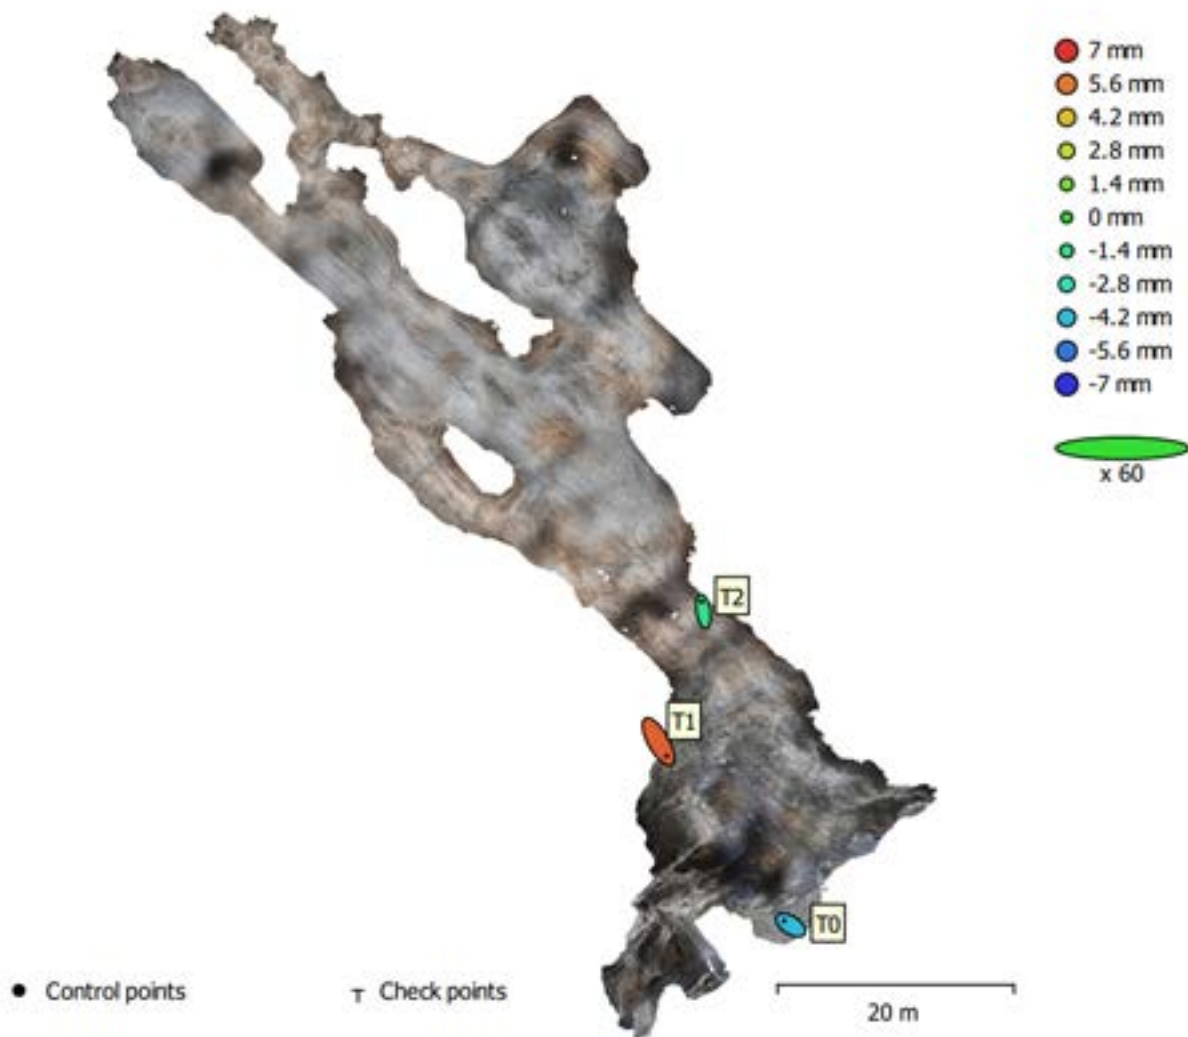 7 mm
5.6 mm
4.2 mm
2.8 mm
1.4 mm
0 mm
-1.4 mm
-2.8 mm
-4.2 mm
-5.6 mm
-7 mm
x 60
T2
T1
T0
Control points
Check points
20 m